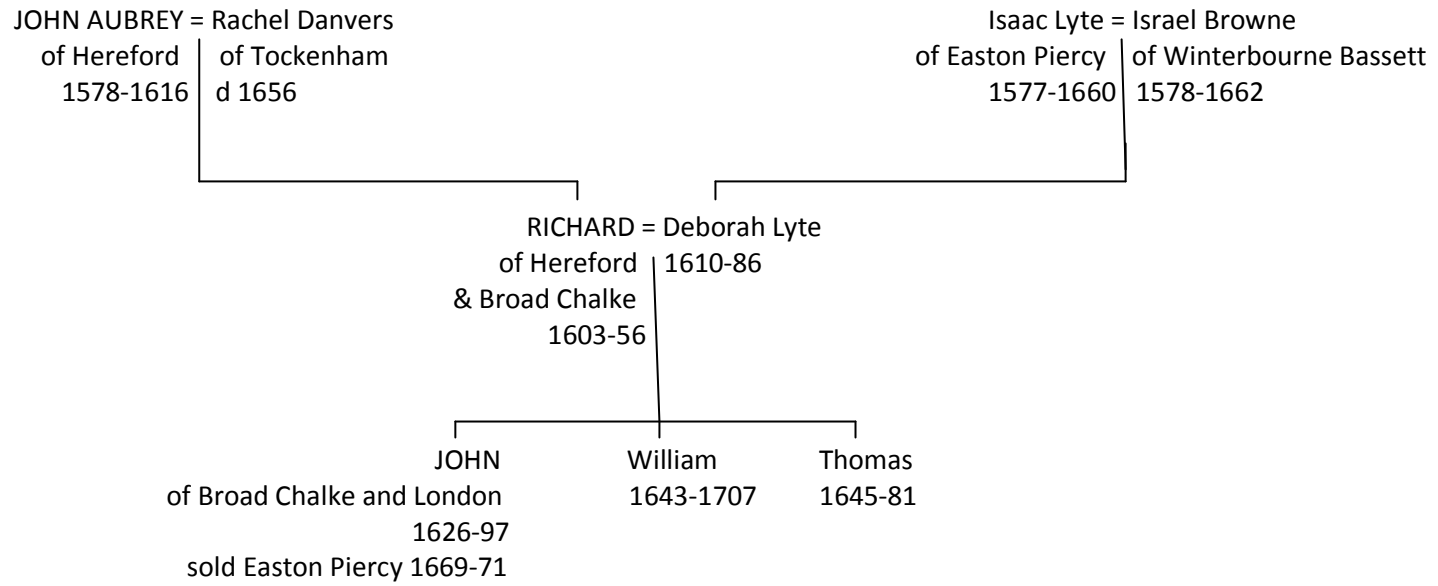 JOHN AUBREY = Rachel Danvers
of Hereford of Tockenham
1578-1616 d 1656
Isaac Lyte = Israel Browne
of Easton Piercy of Winterbourne Bassett
1577-1660 1578-1662
RICHARD = Deborah Lyte
of Hereford 1610-86
& Broad Chalke
1603-56
JOHN
of Broad Chalke and London
1626-97
sold Easton Piercy 1669-71
William
1643-1707
Thomas
1645-81